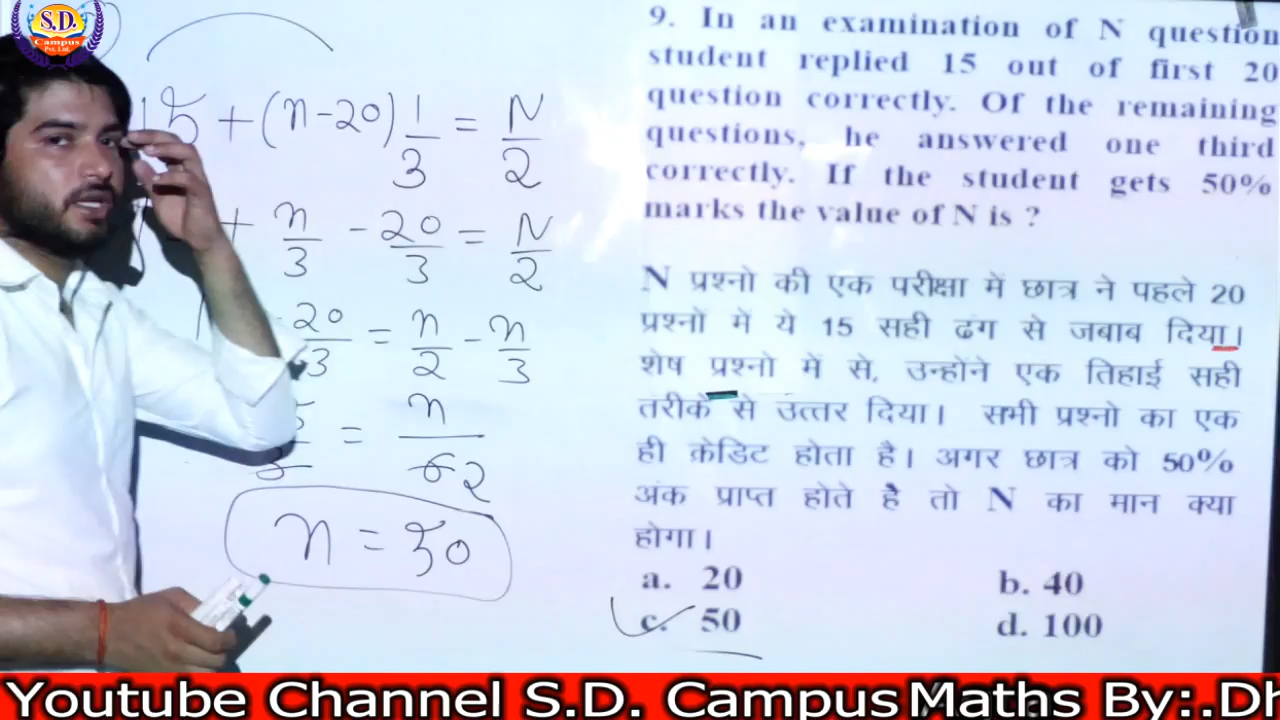 S.D.
Campus
Pvt. Ltd.
15 + (n-20) 1/3 = N/2
+ n/3 - 20/3 = N/2
20/3 = n/2 - n/3
= n/62
n = 50
9. In an examination of N question
student replied 15 out of first 20
question correctly. Of the remaining
questions, he answered one third
correctly. If the student gets 50%
marks the value of N is ?
N प्रश्नो की एक परीक्षा में छात्र ने पहले 20
प्रश्नों में ये 15 सही ढग से जबाब दिया।
शेष प्रश्नो में से, उन्होंने एक तिहाई सही
तरीके से उत्तर दिया। सभी प्रश्नो का एक
ही क्रेडिट होता है। अगर छात्र को 50%
अंक प्राप्त होते है तो N का मान क्या
होगा।
a. 20 b. 40
c. 50 d. 100
Youtube Channel S.D. Campus Maths By:.Dh